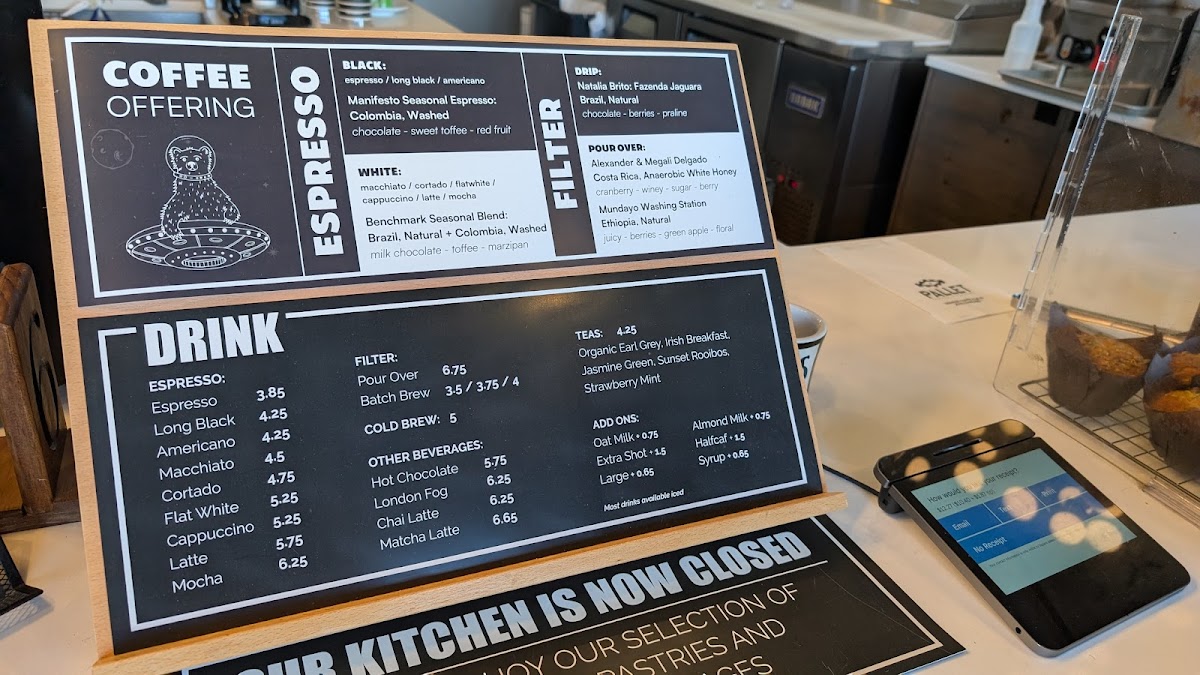 COFFEE
OFFERING
ESPRESSO
BLACK:
espresso / long black / americano
Manifesto Seasonal Espresso:
Colombia, Washed
chocolate - sweet toffee - red fruit
WHITE:
macchiato / cortado / flatwhite /
cappuccino / latte / mocha
Benchmark Seasonal Blend:
Brazil, Natural + Colombia, Washed
milk chocolate - toffee - marzipan
FILTER
DRIP:
Natalia Brito: Fazenda Jaguara
Brazil, Natural
chocolate - berries - praline
POUR OVER:
Alexander & Megali Delgado
Costa Rica, Anaerobic White Honey
cranberry - winey - sugar - berry
Mundayo Washing Station
Ethiopia, Natural
juicy - berries - green apple - floral
DRINK
ESPRESSO:
Espresso 3.85
Long Black 4.25
Americano 4.25
Macchiato 4.5
Cortado 4.75
Flat White 5.25
Cappuccino 5.25
Latte 5.75
Mocha 6.25
FILTER:
Pour Over 6.75
Batch Brew 3.5 / 3.75 / 4
COLD BREW: 5
OTHER BEVERAGES:
Hot Chocolate 5.75
London Fog 6.25
Chai Latte 6.25
Matcha Latte 6.65
TEAS: 4.25
Organic Earl Grey, Irish Breakfast,
Jasmine Green, Sunset Rooibos,
Strawberry Mint
ADD ONS:
Oat Milk + 0.75
Extra Shot + 1.5
Large + 0.65
Almond Milk + 0.75
Halfcaf + 1.5
Syrup + 0.65
Most drinks available iced
OUR KITCHEN IS NOW CLOSED
OUR SELECTION OF
PASTRIES AND
PALLET
How would your receipt?
Email
No Receipt